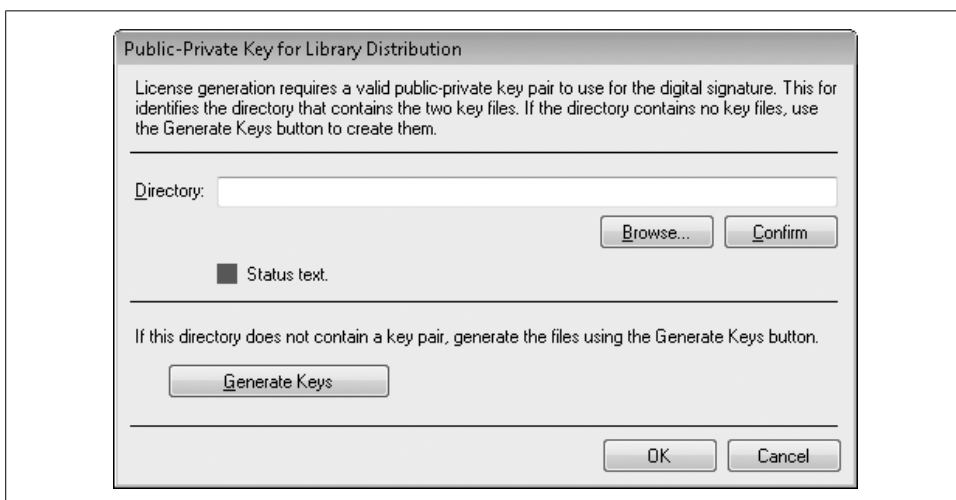 Public-Private Key for Library Distribution
License generation requires a valid public-private key pair to use for the digital signature. This for
identifies the directory that contains the two key files. If the directory contains no key files, use
the Generate Keys button to create them.
Directory:
Browse... Confirm
Status text.
If this directory does not contain a key pair, generate the files using the Generate Keys button.
Generate Keys
OK Cancel